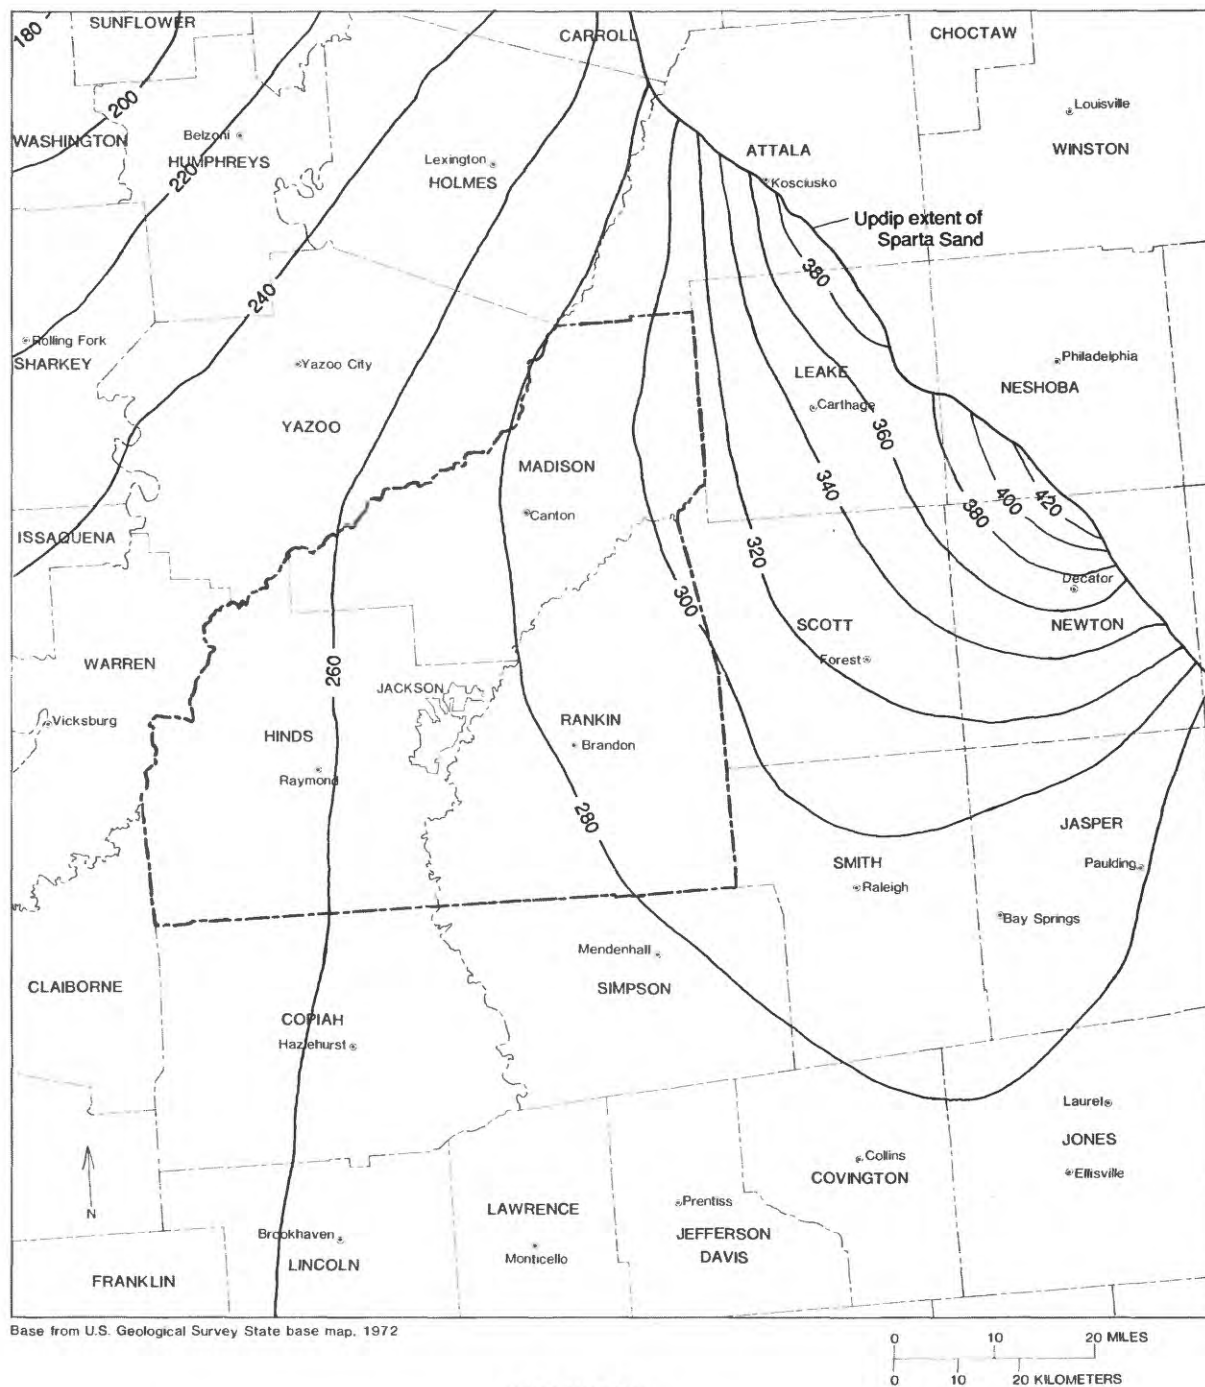 SUNFLOWER
180
CARROLL
CHOCTAW
200
Louisville
WASHINGTON
Belzoni
HUMPHREYS
Lexington
HOLMES
ATTALA
WINSTON
220
Kosciusko
Updip extent of
Sparta Sand
380
240
Rolling Fork
SHARKEY
Yazoo City
LEAKE
Philadelphia
NESHOBA
Carthage
YAZOO
360
MADISON
340
400
420
380
Canton
ISSAQUENA
320
Decator
300
SCOTT
NEWTON
WARREN
260
Forest
JACKSON
Vicksburg
HINDS
RANKIN
Brandon
Raymond
280
JASPER
SMITH
Paulding
Raleigh
Bay Springs
Mendenhall
CLAIBORNE
SIMPSON
COPIAH
Hazlehurst
Laurel
JONES
Collins
COVINGTON
Ellisville
N
Prentiss
LAWRENCE
Brookhaven
JEFFERSON
DAVIS
LINCOLN
Monticello
FRANKLIN
Base from U.S. Geological Survey State base map, 1972
0 10 20 MILES
0 10 20 KILOMETERS